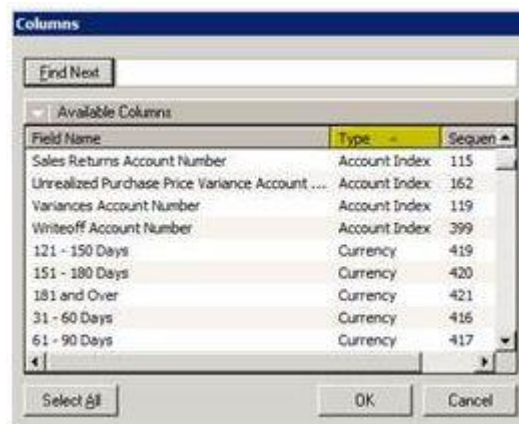 Columns
Find Next
Available Columns
Field Name Type Sequen
Sales Returns Account Number Account Index 115
Unrealized Purchase Price Variance Account ... Account Index 162
Variances Account Number Account Index 119
Writeoff Account Number Account Index 399
121 - 150 Days Currency 419
151 - 180 Days Currency 420
181 and Over Currency 421
31 - 60 Days Currency 416
61 - 90 Days Currency 417
Select All OK Cancel